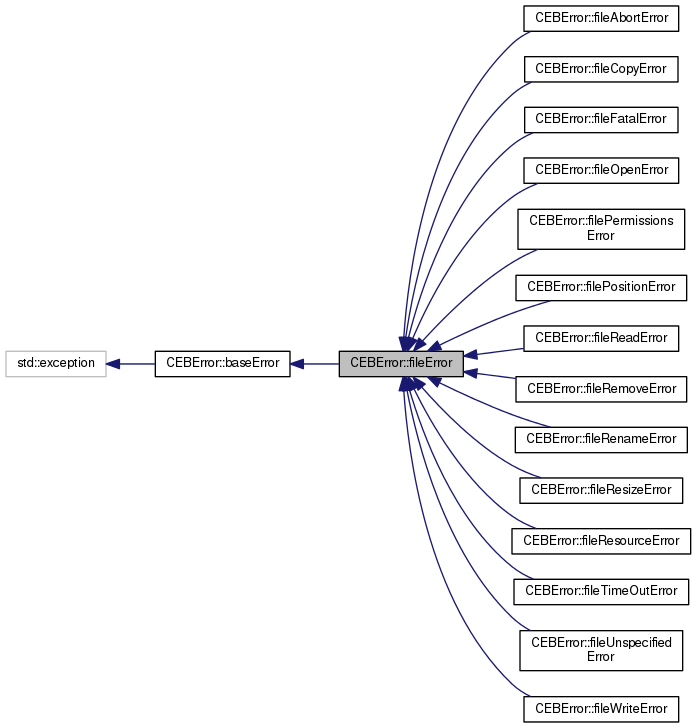 CEBError::fileAbortError
CEBError::fileCopyError
CEBError::fileFatalError
CEBError::fileOpenError
CEBError::filePermissions
Error
CEBError::filePositionError
std::exception
CEBError::baseError
CEBError::fileError
CEBError::fileReadError
CEBError::fileRemoveError
CEBError::fileRenameError
CEBError::fileResizeError
CEBError::fileResourceError
CEBError::fileTimeOutError
CEBError::fileUnspecified
Error
CEBError::fileWriteError